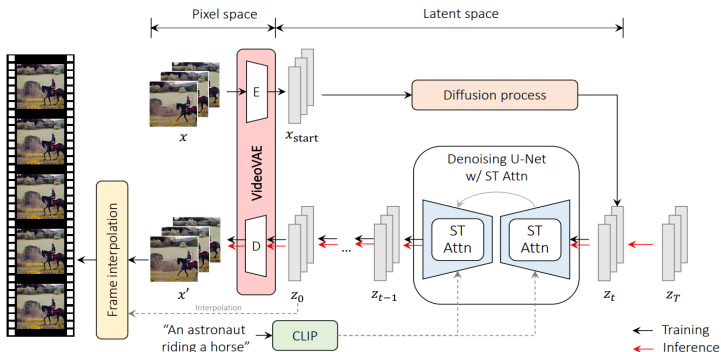 Pixel space
Latent space
E
Diffusion process
x
x_start
VideoVAE
Denoising U-Net
w/ ST Attn
ST
Attn
ST
Attn
Frame interpolation
D
...
x′
z_0
z_{t−1}
z_t
z_T
Interpolation
"An astronaut
riding a horse"
CLIP
Training
Inference